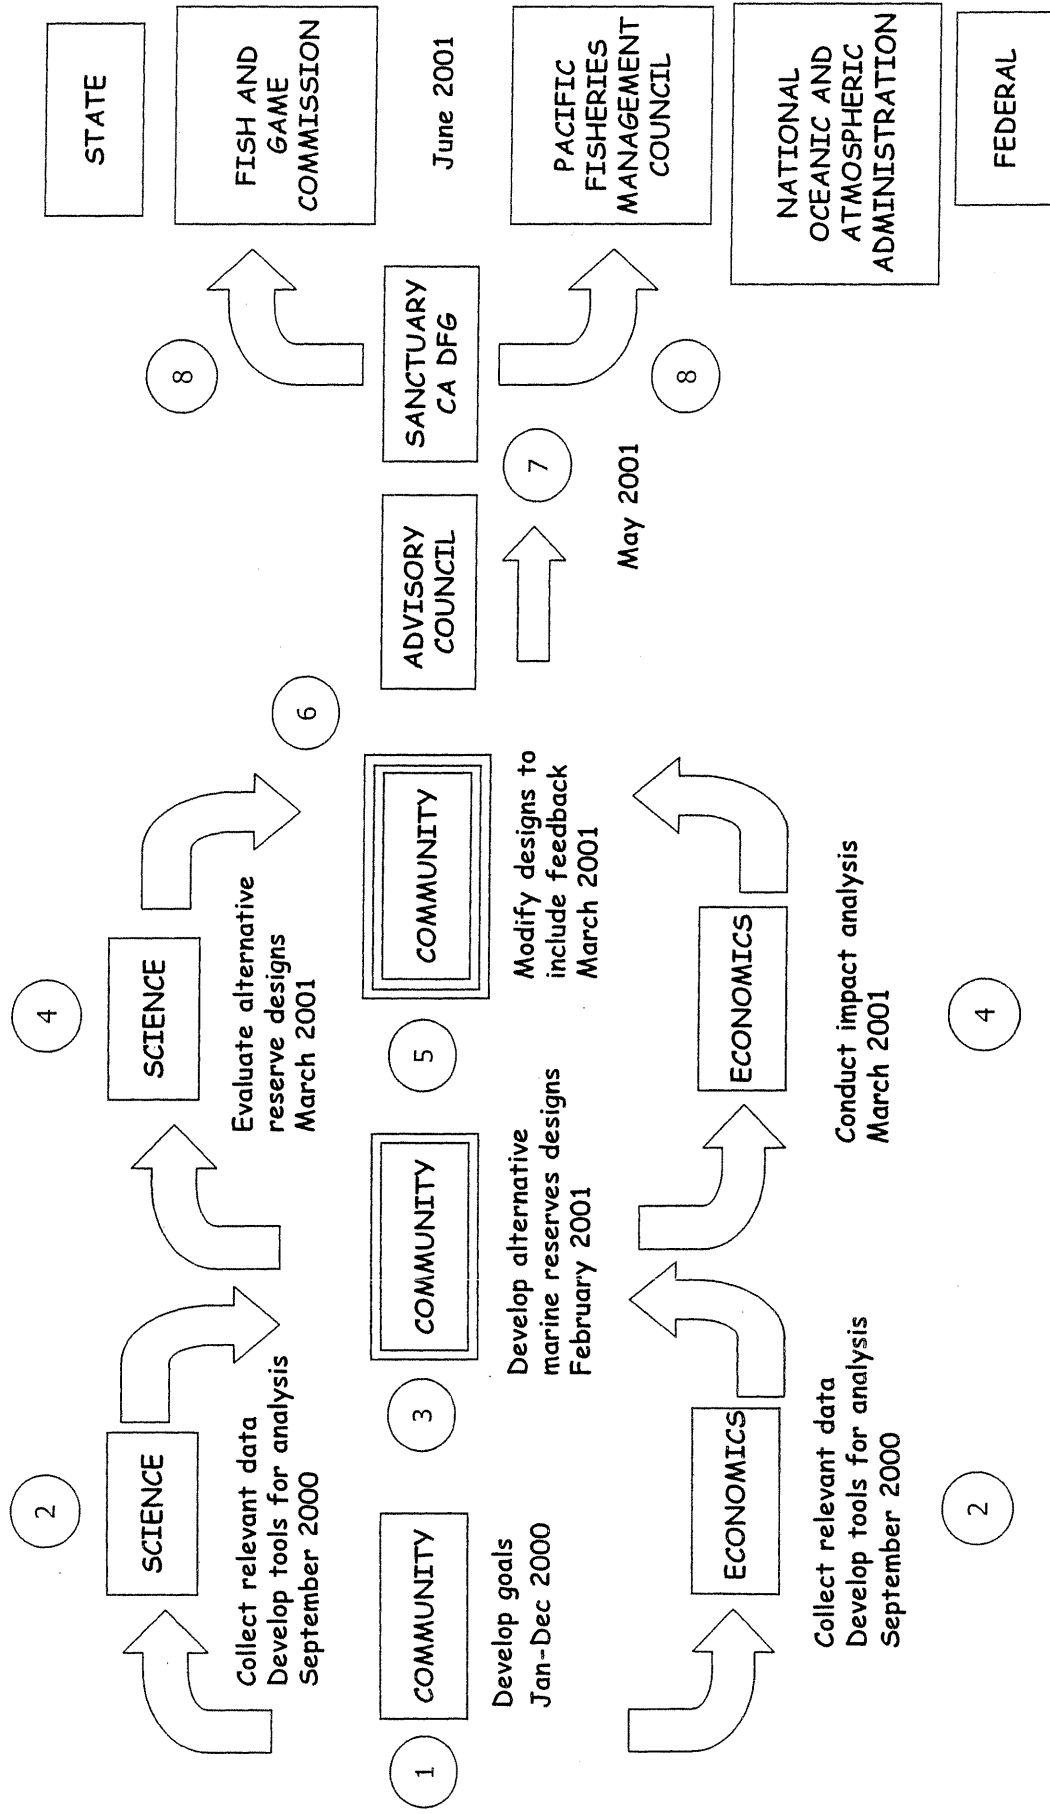 1
COMMUNITY
Develop goals
Jan-Dec 2000
2
SCIENCE
Collect relevant data
Develop tools for analysis
September 2000
ECONOMICS
Collect relevant data
Develop tools for analysis
September 2000
2
3
COMMUNITY
Develop alternative
marine reserves designs
February 2001
4
SCIENCE
Evaluate alternative
reserve designs
March 2001
ECONOMICS
Conduct impact analysis
March 2001
4
5
COMMUNITY
Modify designs to
include feedback
March 2001
6
ADVISORY
COUNCIL
7
May 2001
SANCTUARY
CA DFG
8
8
STATE
FISH AND
GAME
COMMISSION
June 2001
PACIFIC
FISHERIES
MANAGEMENT
COUNCIL
NATIONAL
OCEANIC AND
ATMOSPHERIC
ADMINISTRATION
FEDERAL